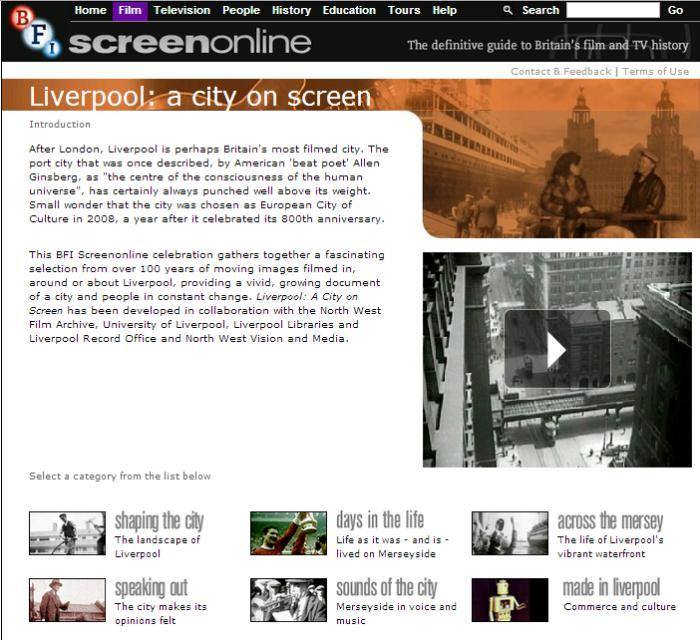 BFI
Home Film Television People History Education Tours Help Search Go
screenonline
The definitive guide to Britain's film and TV history
Contact & Feedback | Terms of Use
Liverpool: a city on screen
Introduction
After London, Liverpool is perhaps Britain's most filmed city. The
port city that was once described, by American 'beat poet' Allen
Ginsberg, as "the centre of the consciousness of the human
universe", has certainly always punched well above its weight.
Small wonder that the city was chosen as European City of
Culture in 2008, a year after it celebrated its 800th anniversary.
This BFI Screenonline celebration gathers together a fascinating
selection from over 100 years of moving images filmed in,
around or about Liverpool, providing a vivid, growing document
of a city and people in constant change. Liverpool: A City on
Screen has been developed in collaboration with the North West
Film Archive, University of Liverpool, Liverpool Libraries and
Liverpool Record Office and North West Vision and Media.
Select a category from the list below
shaping the city
The landscape of
Liverpool
days in the life
Life as it was - and is -
lived on Merseyside
across the mersey
The life of Liverpool's
vibrant waterfront
speaking out
The city makes its
opinions felt
sounds of the city
Merseyside in voice and
music
made in liverpool
Commerce and culture